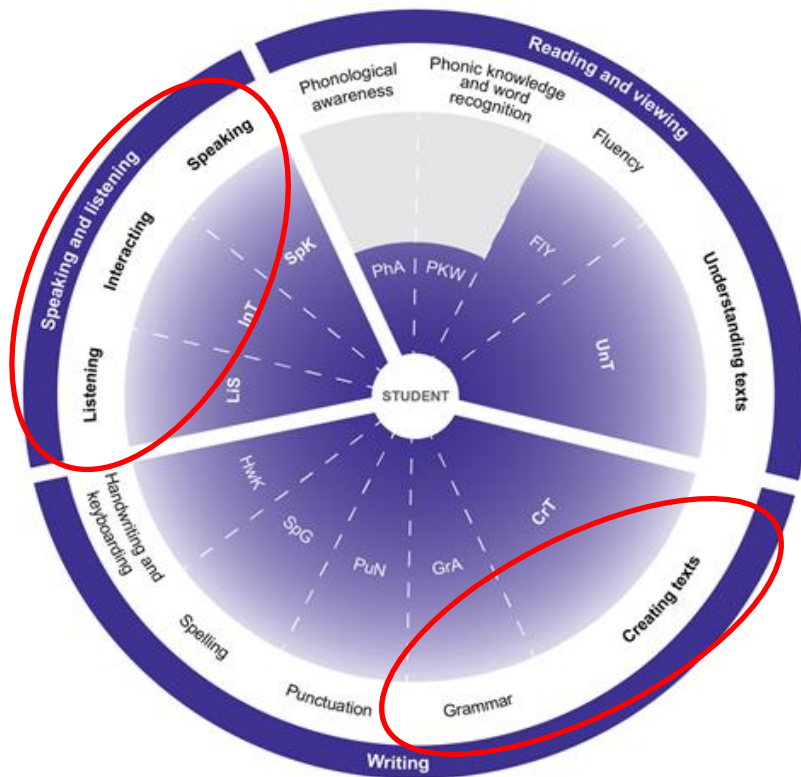 Reading and viewing
Phonological
awareness
Phonic knowledge
and word
recognition
Fluency
Understanding texts
Speaking and listening
Speaking
Interacting
Listening
SpK
InT
LiS
PhA
PKW
FlY
UnT
STUDENT
HwK
SpG
PuN
GrA
CrT
Handwriting and
keyboarding
Spelling
Punctuation
Grammar
Creating texts
Writing